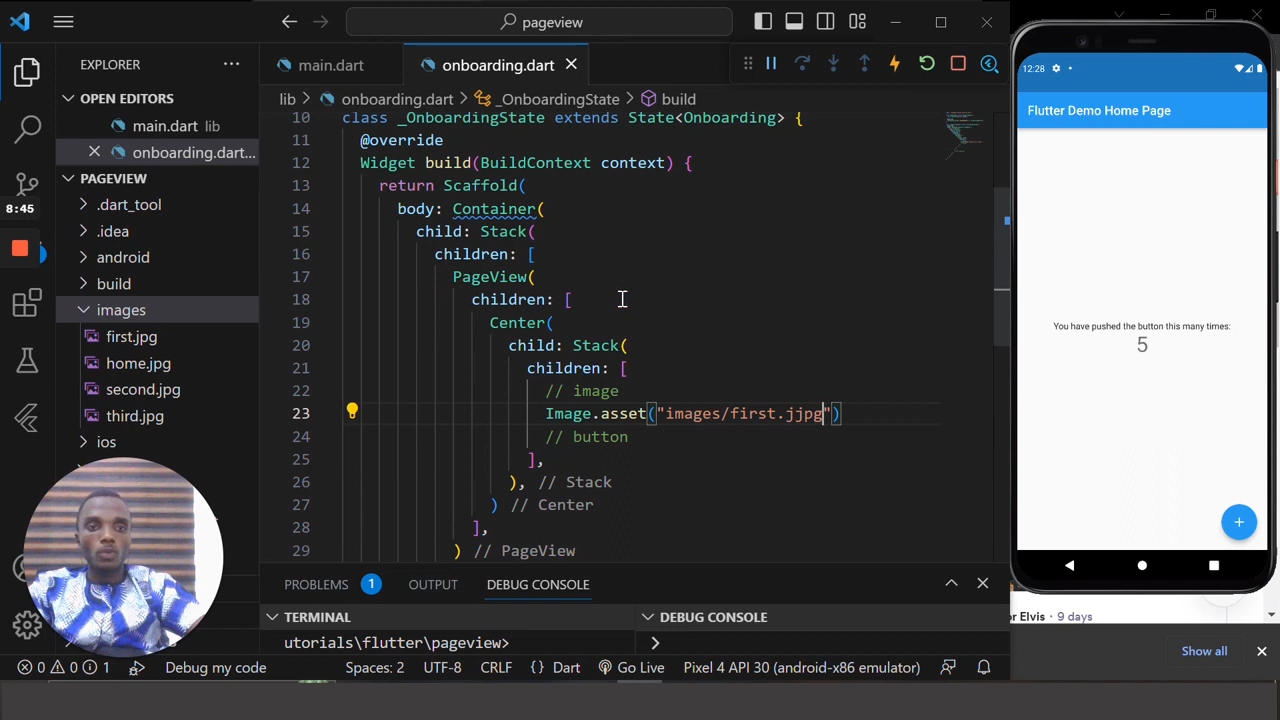 pageview
EXPLORER
OPEN EDITORS
main.dart lib
onboarding.dart...
PAGEVIEW
8:45
.dart_tool
.idea
android
build
images
first.jpg
home.jpg
second.jpg
third.jpg
ios
main.dart
onboarding.dart
lib > onboarding.dart > _OnboardingState > build
10 class _OnboardingState extends State<Onboarding> {
11 @override
12 Widget build(BuildContext context) {
13 return Scaffold(
14 body: Container(
15 child: Stack(
16 children: [
17 PageView(
18 children: [
19 Center(
20 child: Stack(
21 children: [
22 // image
23 Image.asset("images/first.jjpg")
24 // button
25 ],
26 ), // Stack
27 ) // Center
28 ],
29 ) // PageView
PROBLEMS 1 OUTPUT DEBUG CONSOLE
TERMINAL
utorials\flutter\pageview>
DEBUG CONSOLE
>
0 0 1 Debug my code Spaces: 2 UTF-8 CRLF {} Dart Go Live Pixel 4 API 30 (android-x86 emulator)
12:28
Flutter Demo Home Page
You have pushed the button this many times:
5
+
or Elvis • 9 days
Show all